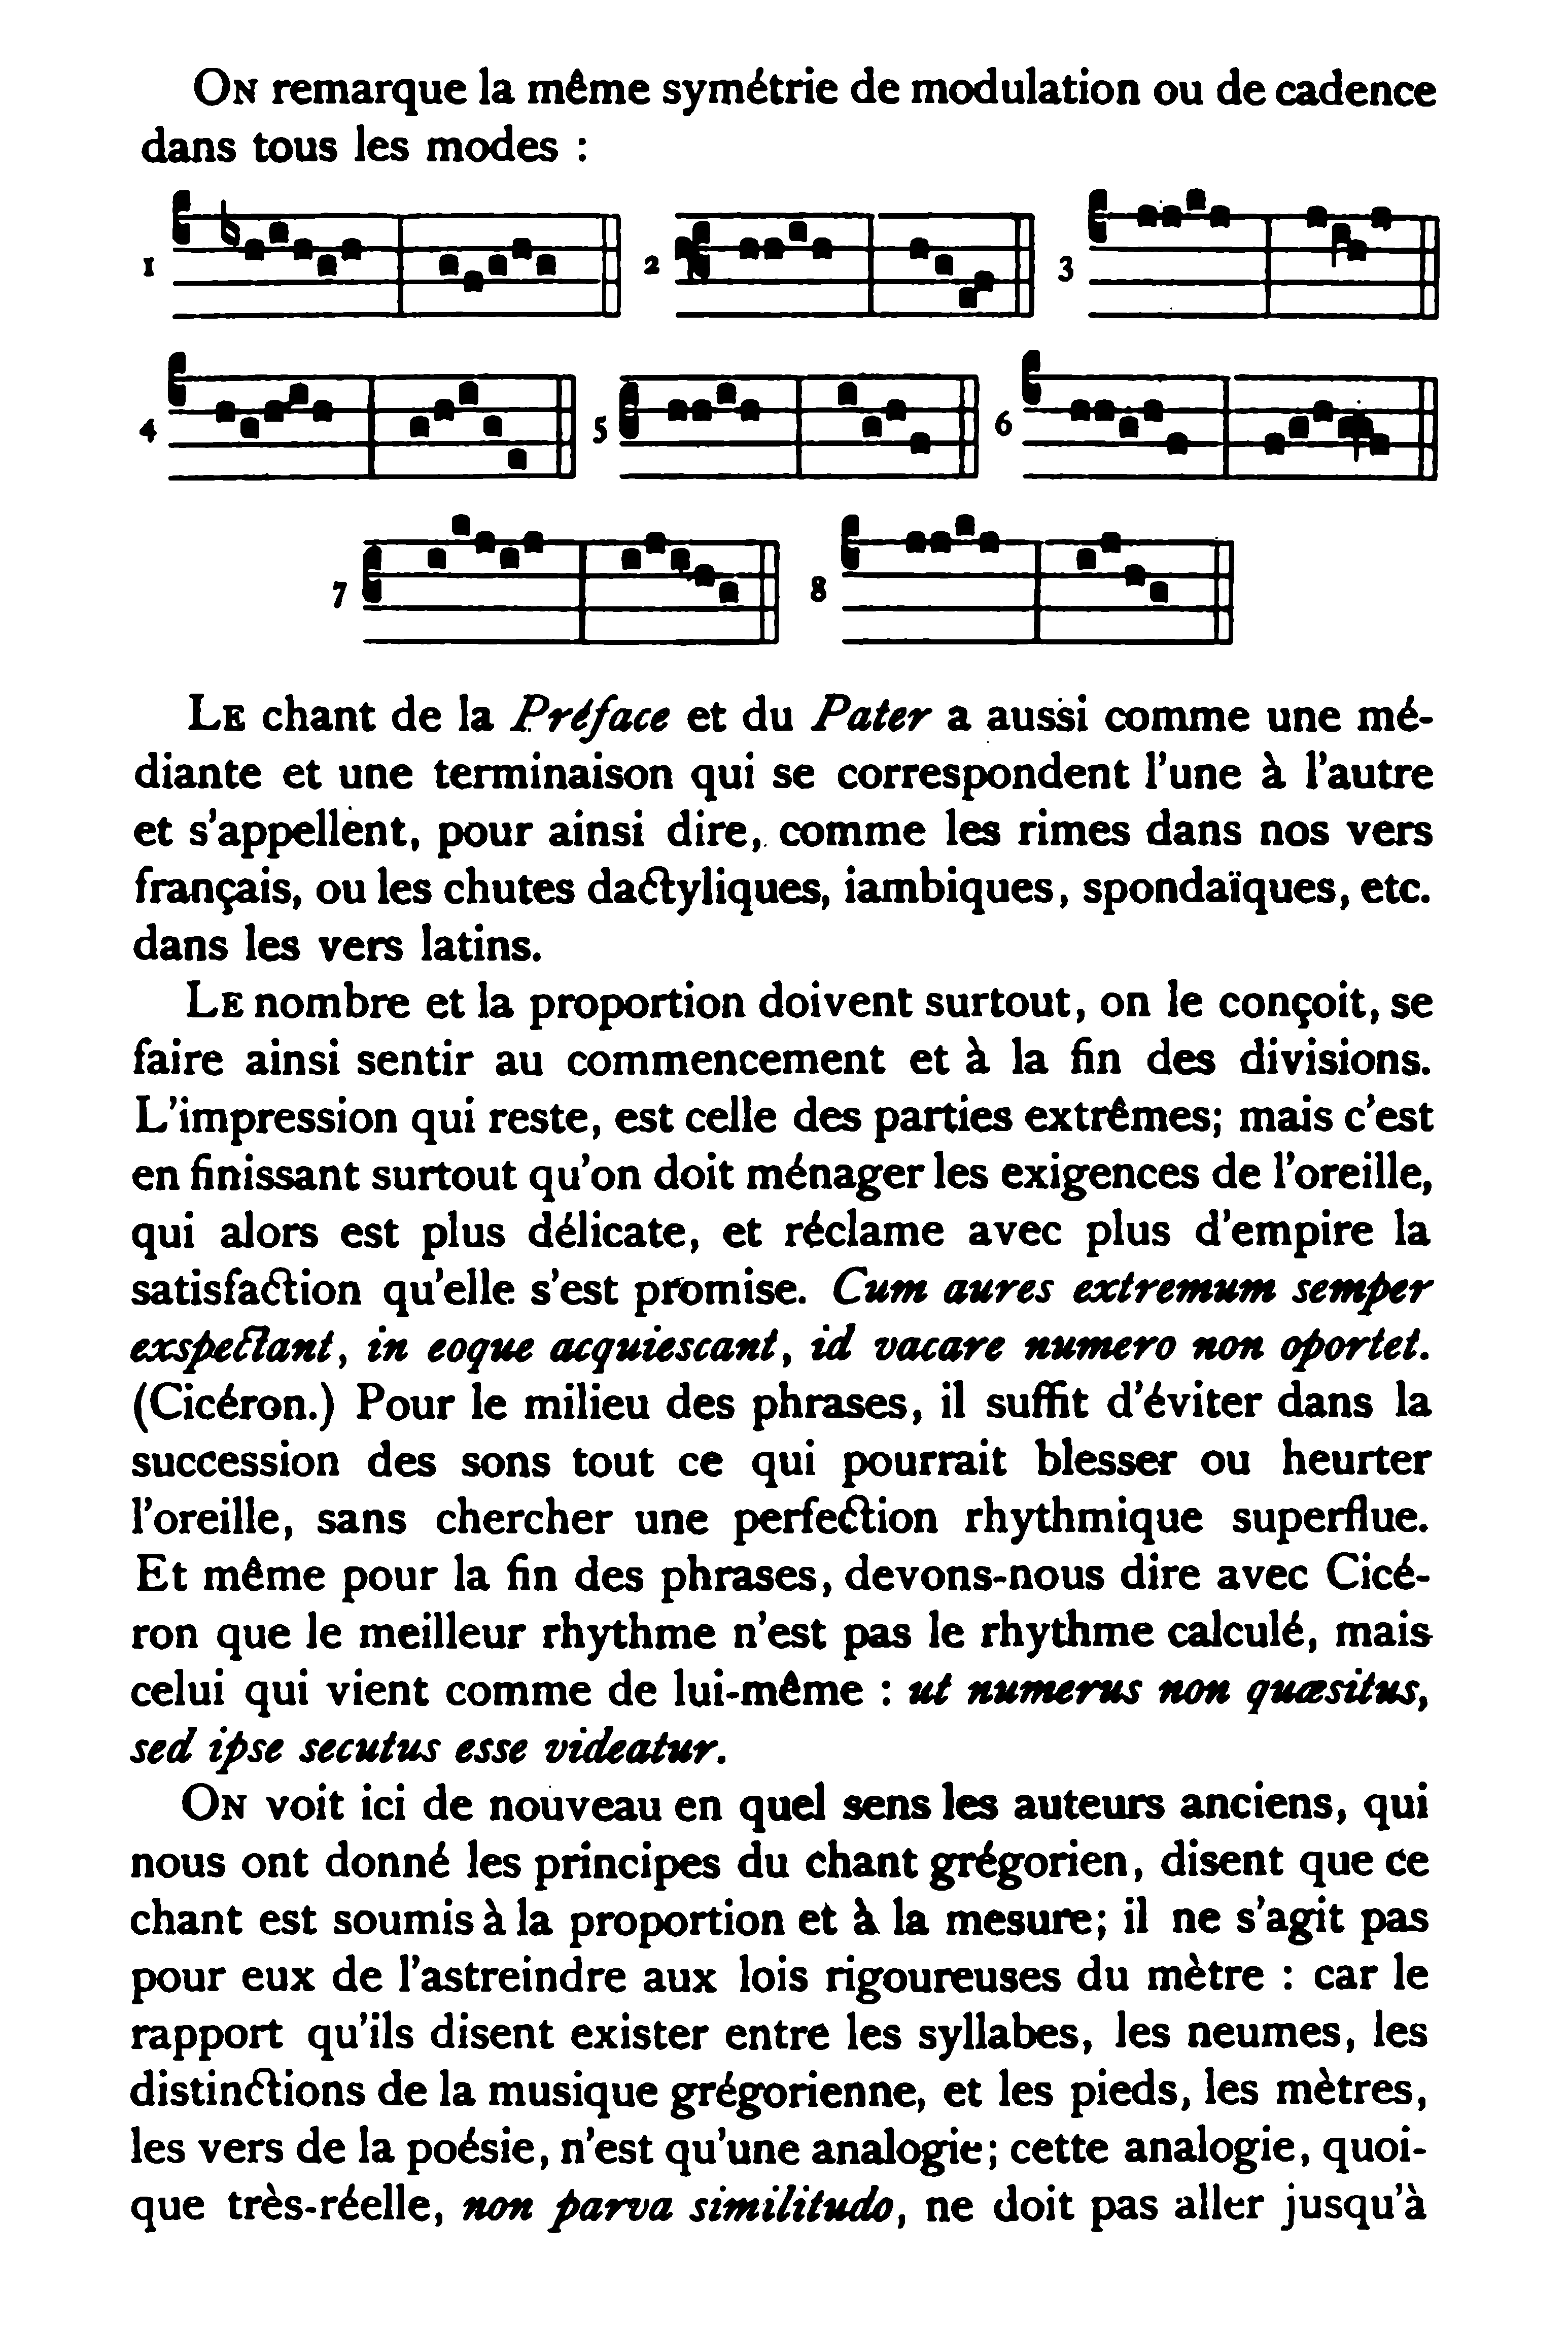 ON remarque la même symétrie de modulation ou de cadence
dans tous les modes :
1 2 3
4 5 6
7 8
LE chant de la Préface et du Pater a aussi comme une mé-
diante et une terminaison qui se correspondent l'une à l'autre
et s'appellent, pour ainsi dire, comme les rimes dans nos vers
français, ou les chutes dactyliques, iambiques, spondaïques, etc.
dans les vers latins.
LE nombre et la proportion doivent surtout, on le conçoit, se
faire ainsi sentir au commencement et à la fin des divisions.
L'impression qui reste, est celle des parties extrêmes; mais c'est
en finissant surtout qu'on doit ménager les exigences de l'oreille,
qui alors est plus délicate, et réclame avec plus d'empire la
satisfaction qu'elle s'est promise. Cum aures extremum semper
exspectant, in eoque acquiescant, id vacare numero non oportet.
(Cicéron.) Pour le milieu des phrases, il suffit d'éviter dans la
succession des sons tout ce qui pourrait blesser ou heurter
l'oreille, sans chercher une perfection rhythmique superflue.
Et même pour la fin des phrases, devons-nous dire avec Cicé-
ron que le meilleur rhythme n'est pas le rhythme calculé, mais
celui qui vient comme de lui-même : ut numerus non quæsitus,
sed ipse secutus esse videatur.
ON voit ici de nouveau en quel sens les auteurs anciens, qui
nous ont donné les principes du chant grégorien, disent que ce
chant est soumis à la proportion et à la mesure; il ne s'agit pas
pour eux de l'astreindre aux lois rigoureuses du mètre : car le
rapport qu'ils disent exister entre les syllabes, les neumes, les
distinctions de la musique grégorienne, et les pieds, les mètres,
les vers de la poésie, n'est qu'une analogie; cette analogie, quoi-
que très-réelle, non parva similitudo, ne doit pas aller jusqu'à